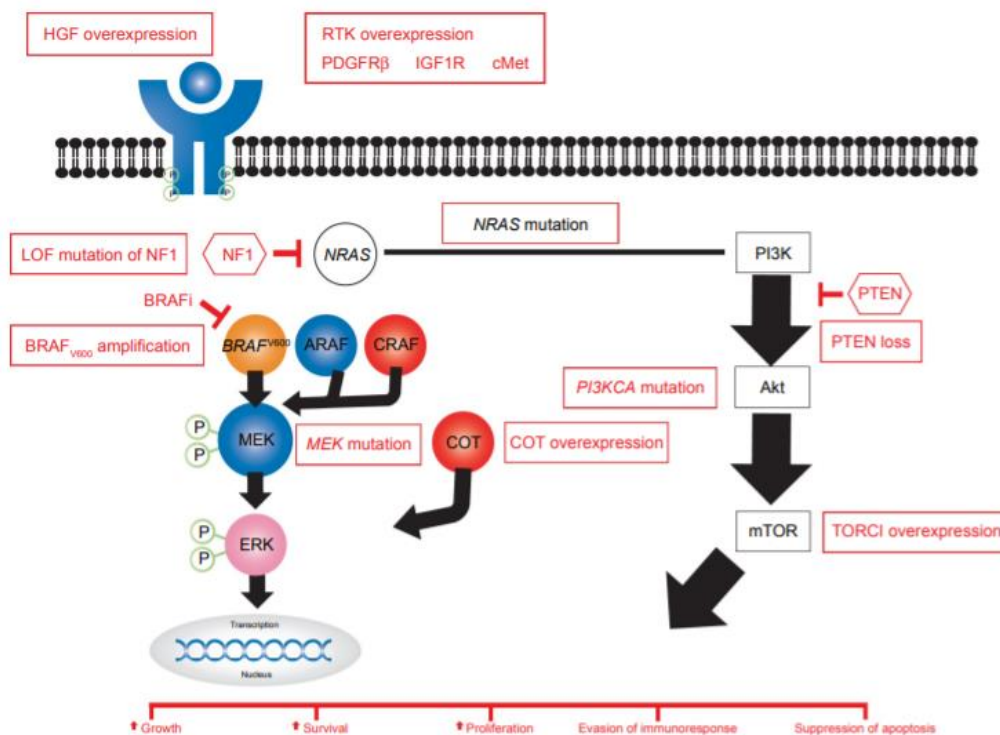 HGF overexpression
RTK overexpression
PDGFRβ IGF1R cMet
P P
P P
NRAS mutation
LOF mutation of NF1
NF1
NRAS
PI3K
PTEN
BRAFi
BRAFV600 amplification
BRAFV600
ARAF
CRAF
PTEN loss
PI3KCA mutation
Akt
P
P
MEK
MEK mutation
COT
COT overexpression
P
P
ERK
mTOR
TORCI overexpression
Transcription
Nucleus
Growth
Survival
Proliferation
Evasion of immunoresponse
Suppression of apoptosis